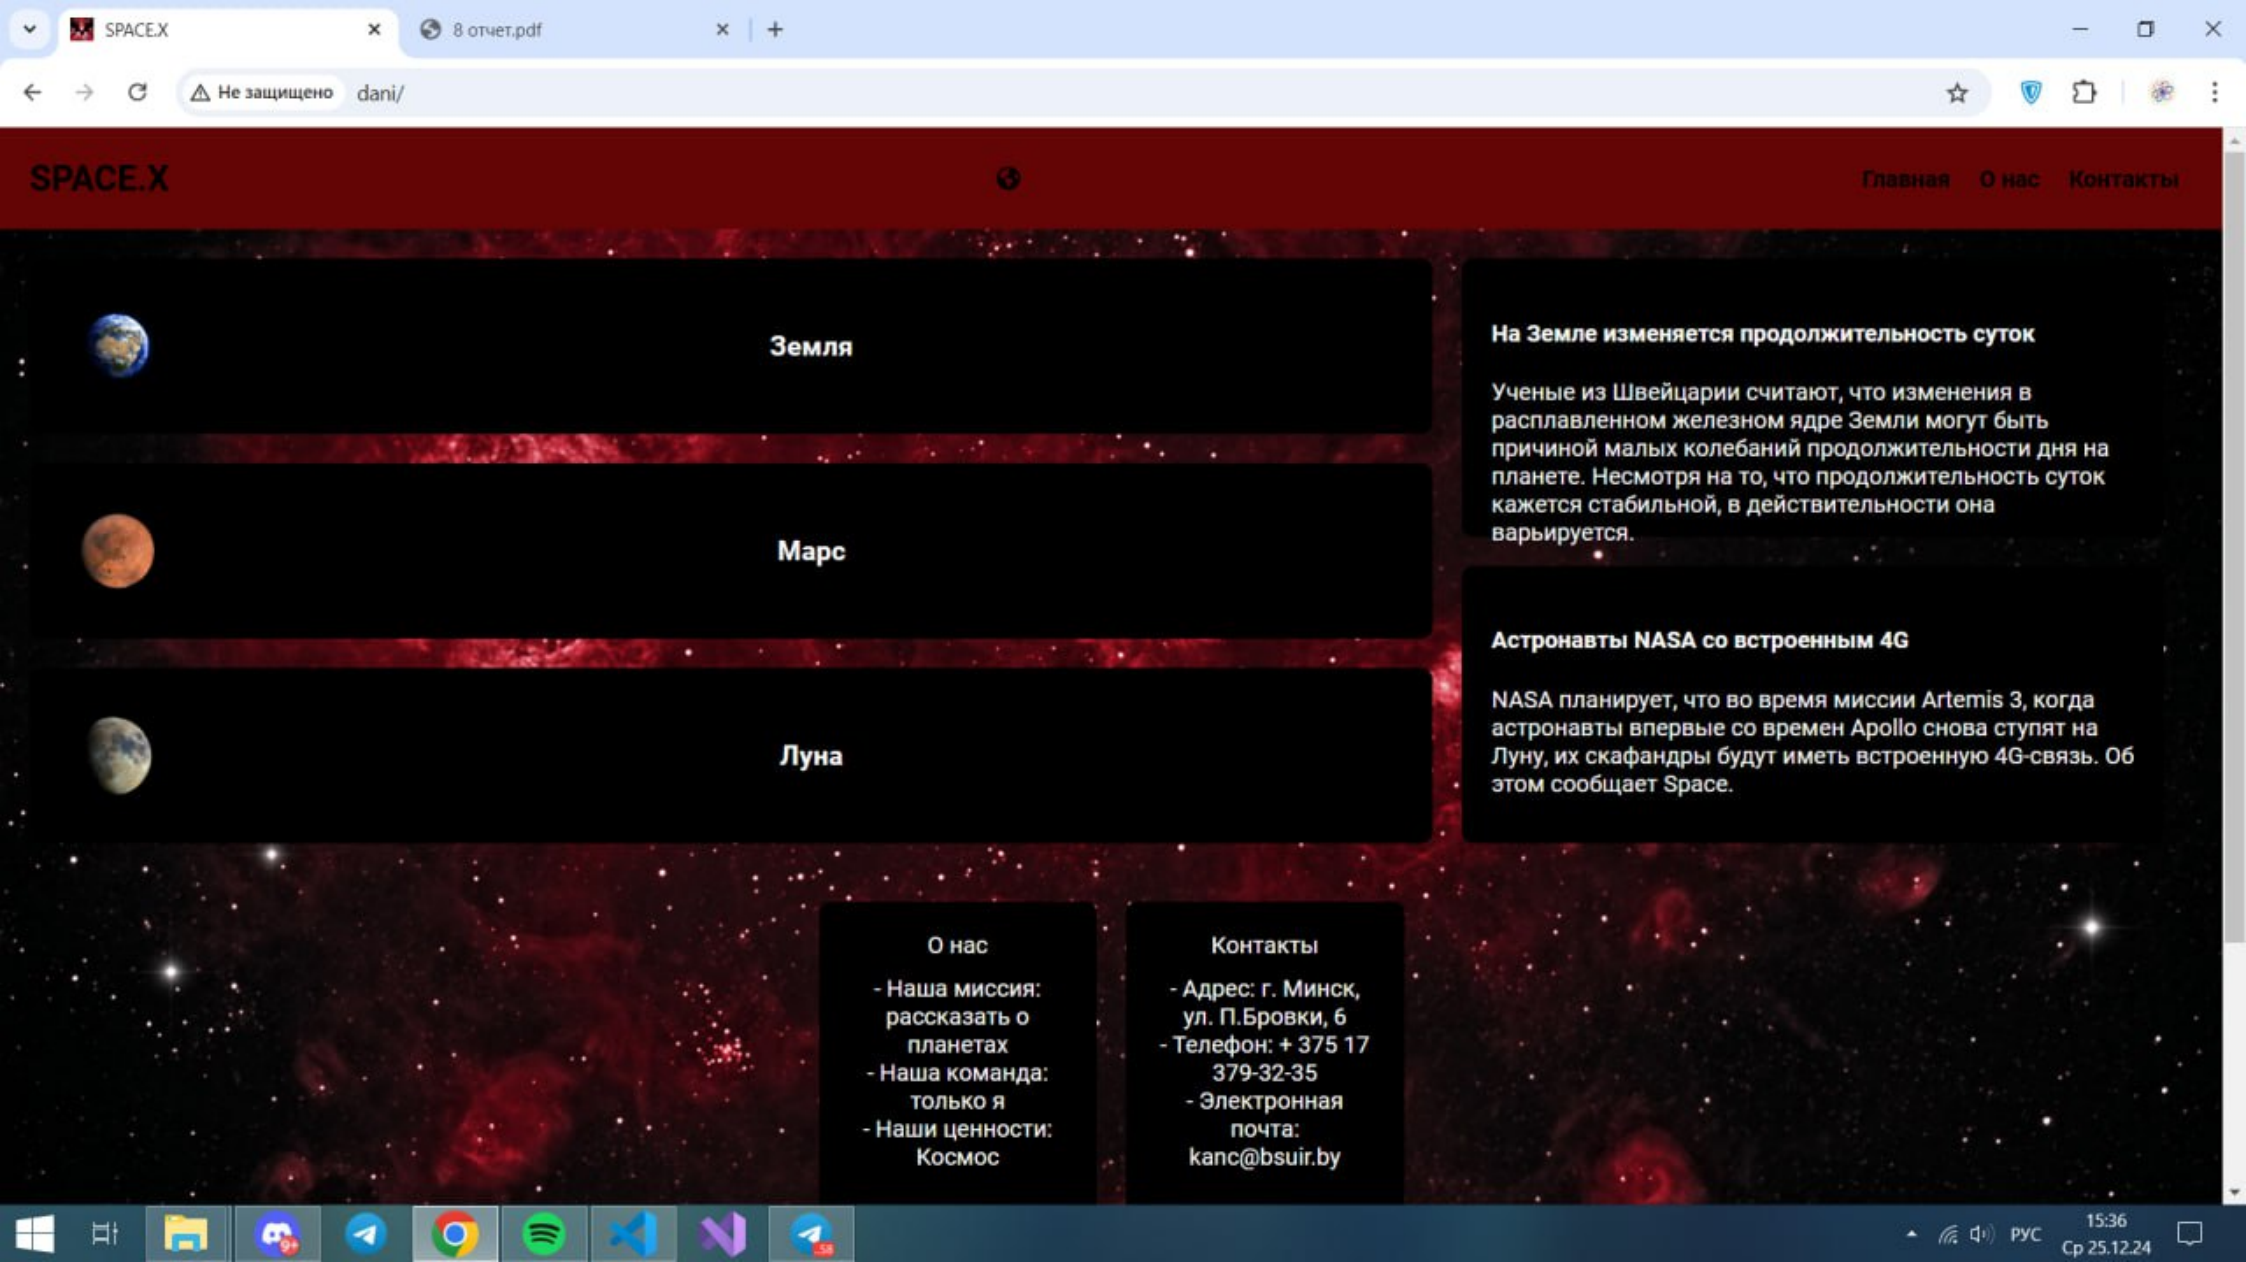 SPACE.X
8 отчет.pdf
Не защищено
dani/
SPACE.X
Главная О нас Контакты
Земля
Марс
Луна
На Земле изменяется продолжительность суток
Ученые из Швейцарии считают, что изменения в
расплавленном железном ядре Земли могут быть
причиной малых колебаний продолжительности дня на
планете. Несмотря на то, что продолжительность суток
кажется стабильной, в действительности она
варьируется.
Астронавты NASA со встроенным 4G
NASA планирует, что во время миссии Artemis 3, когда
астронавты впервые со времен Apollo снова ступят на
Луну, их скафандры будут иметь встроенную 4G-связь. Об
этом сообщает Space.
О нас
- Наша миссия:
рассказать о
планетах
- Наша команда:
только я
- Наши ценности:
Космос
Контакты
- Адрес: г. Минск,
ул. П.Бровки, 6
- Телефон: + 375 17
379-32-35
- Электронная
почта:
kanc@bsuir.by
9+
58
РУС
15:36
Ср 25.12.24